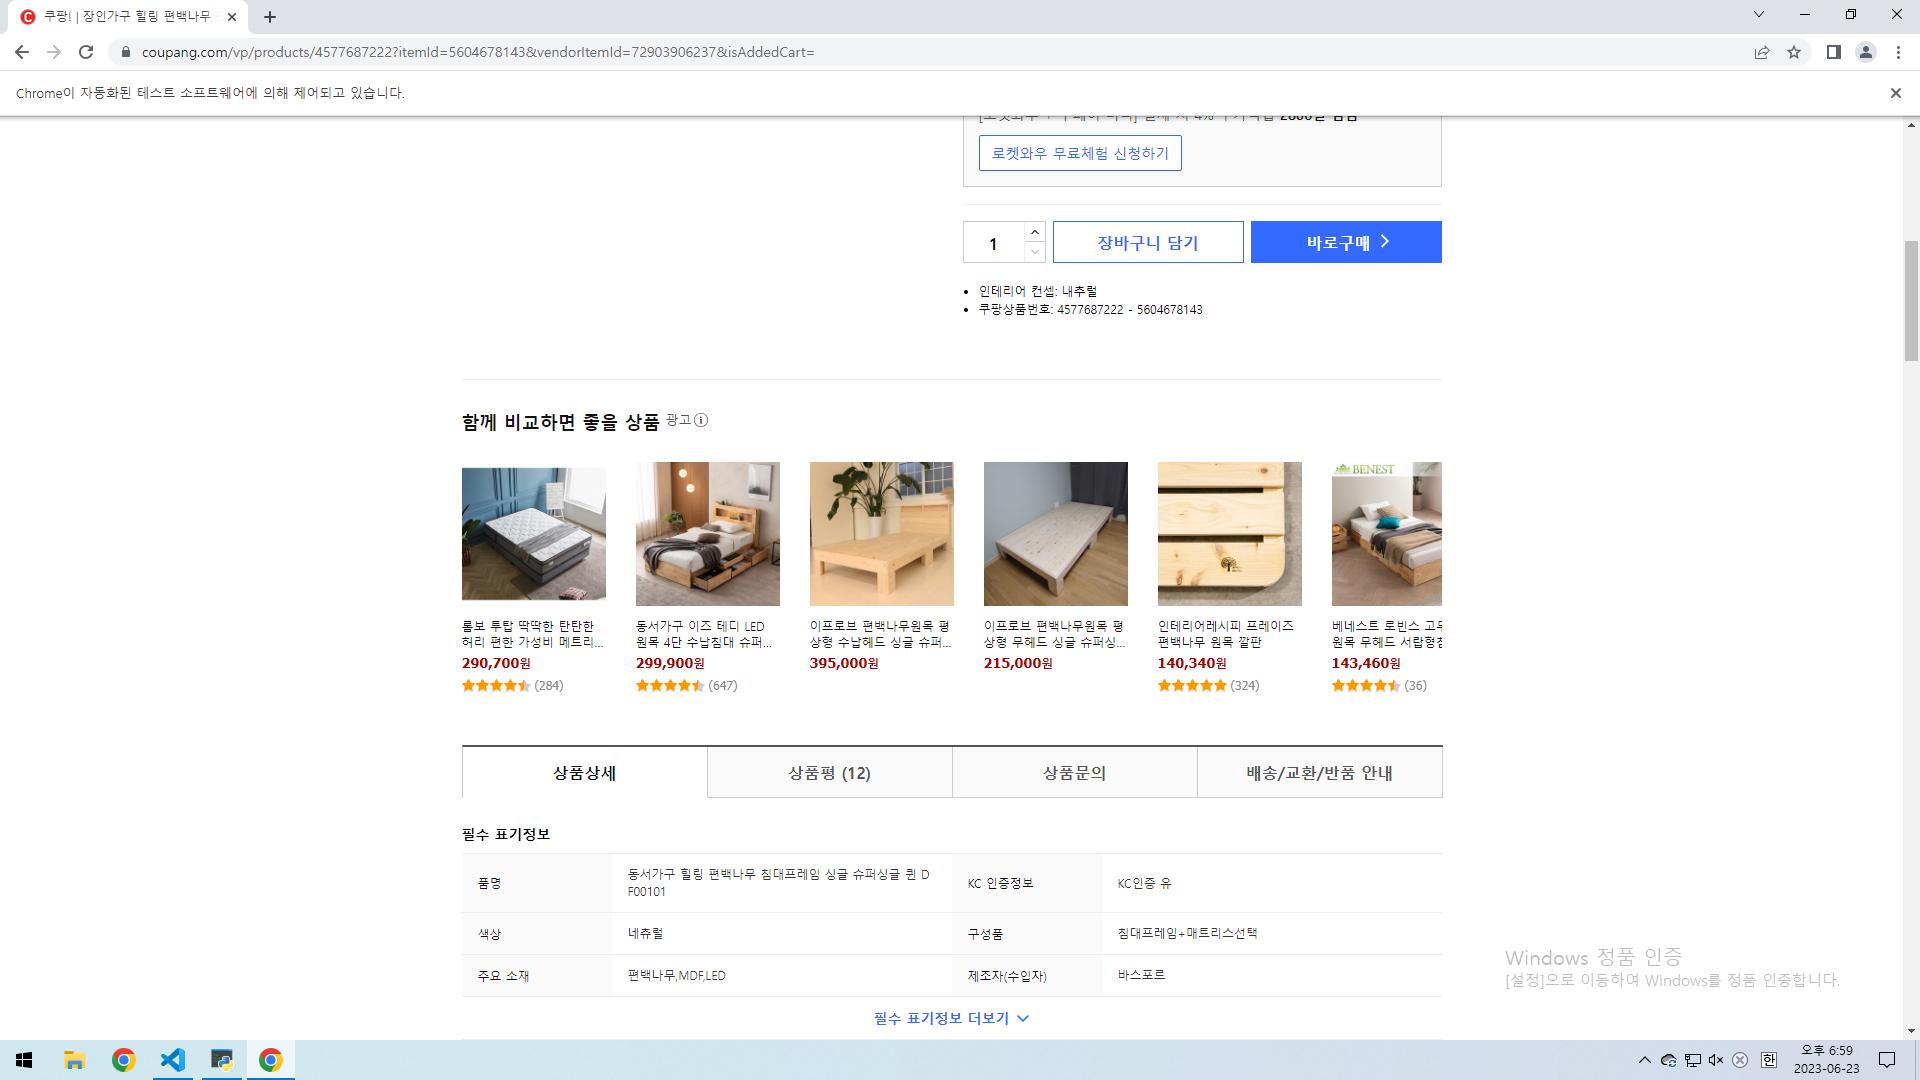 쿠팡! | 장인가구 힐링 편백나무
coupang.com/vp/products/4577687222?itemId=5604678143&vendorItemId=72903906237&isAddedCart=
Chrome이 자동화된 테스트 소프트웨어에 의해 제어되고 있습니다.
로켓와우 무료체험 신청하기
1
장바구니 담기
바로구매
인테리어 컨셉: 내추럴
쿠팡상품번호: 4577687222 - 5604678143
함께 비교하면 좋을 상품 광고
BENEST
롬보 투탑 딱딱한 탄탄한
허리 편한 가성비 메트리...
290,700원
(284)
동서가구 이즈 테디 LED
원목 4단 수납침대 슈퍼...
299,900원
(647)
이프로브 편백나무원목 평
상형 수납헤드 싱글 슈퍼...
395,000원
이프로브 편백나무원목 평
상형 무헤드 싱글 슈퍼싱...
215,000원
인테리어레시피 프레이즈
편백나무 원목 깔판
140,340원
(324)
베네스트 로빈스 고무
원목 무헤드 서랍형침
143,460원
(36)
상품상세
상품평 (12)
상품문의
배송/교환/반품 안내
필수 표기정보
품명
동서가구 힐링 편백나무 침대프레임 싱글 슈퍼싱글 퀸 D
F00101
KC 인증정보
KC인증 유
색상
네츄럴
구성품
침대프레임+매트리스선택
주요 소재
편백나무,MDF,LED
제조자(수입자)
바스포르
필수 표기정보 더보기
Windows 정품 인증
[설정]으로 이동하여 Windows를 정품 인증합니다.
한
오후 6:59
2023-06-23